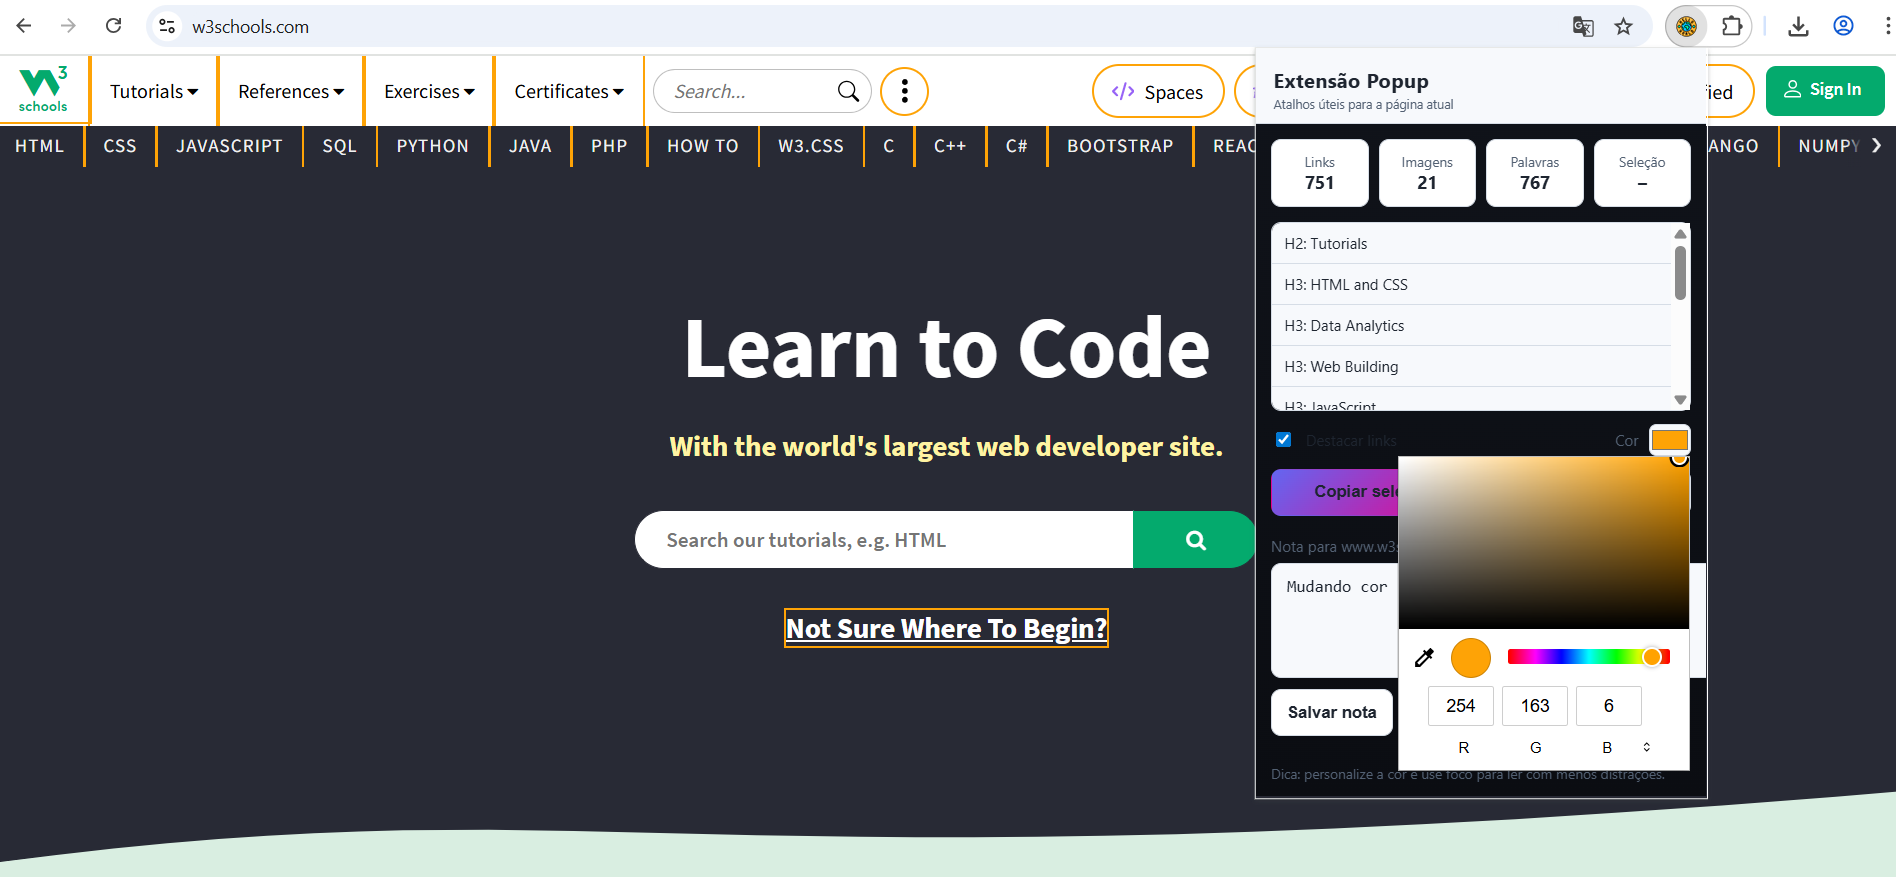 w3schools.com
3
schools
Tutorials
References
Exercises
Certificates
Search...
Spaces
Sign In
HTML
CSS
JAVASCRIPT
SQL
PYTHON
JAVA
PHP
HOW TO
W3.CSS
C
C++
C#
BOOTSTRAP
REAC
ANGO
NUMPY
Learn to Code
With the world's largest web developer site.
Search our tutorials, e.g. HTML
Not Sure Where To Begin?
Extensão Popup
Atalhos úteis para a página atual
Links
751
Imagens
21
Palavras
767
Seleção
–
H2: Tutorials
H3: HTML and CSS
H3: Data Analytics
H3: Web Building
H3: JavaScript
Destacar links
Cor
Copiar sele
Nota para www.w3s
Mudando cor
Salvar nota
254
163
6
R
G
B
Dica: personalize a cor e use foco para ler com menos distrações.